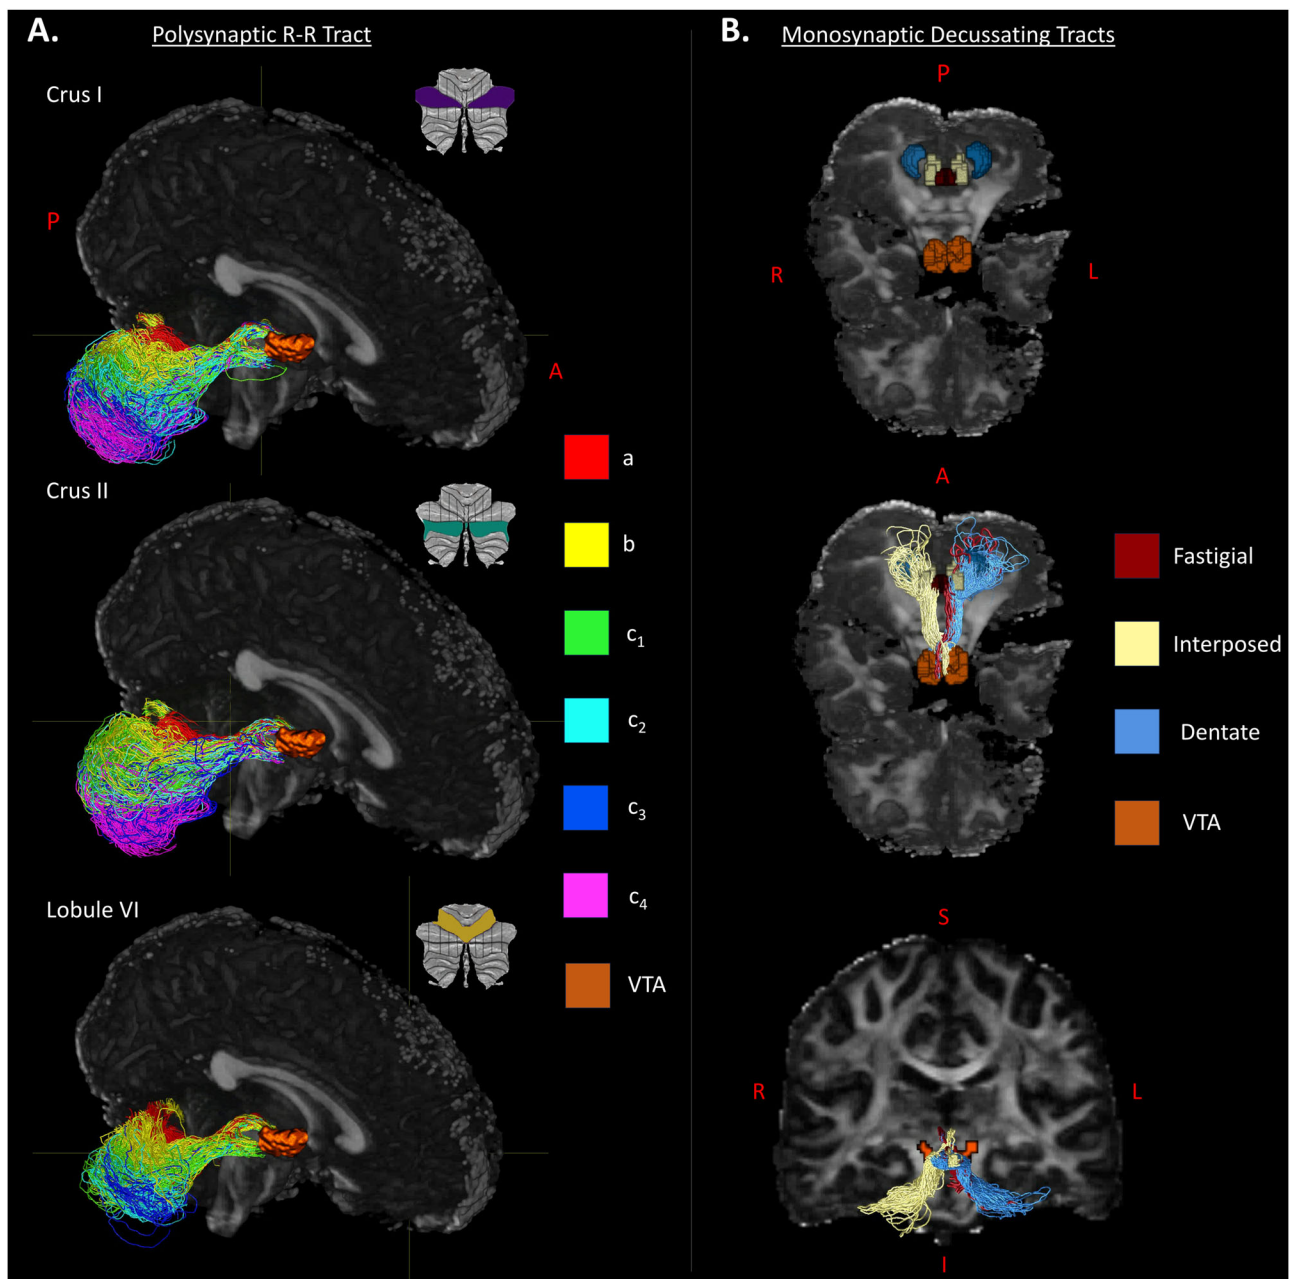 A.
Polysynaptic R-R Tract
Crus I
P
A
Crus II
a
b
c1
c2
c3
c4
VTA
Lobule VI
B.
Monosynaptic Decussating Tracts
P
R
L
A
Fastigial
Interposed
Dentate
VTA
S
R
L
I